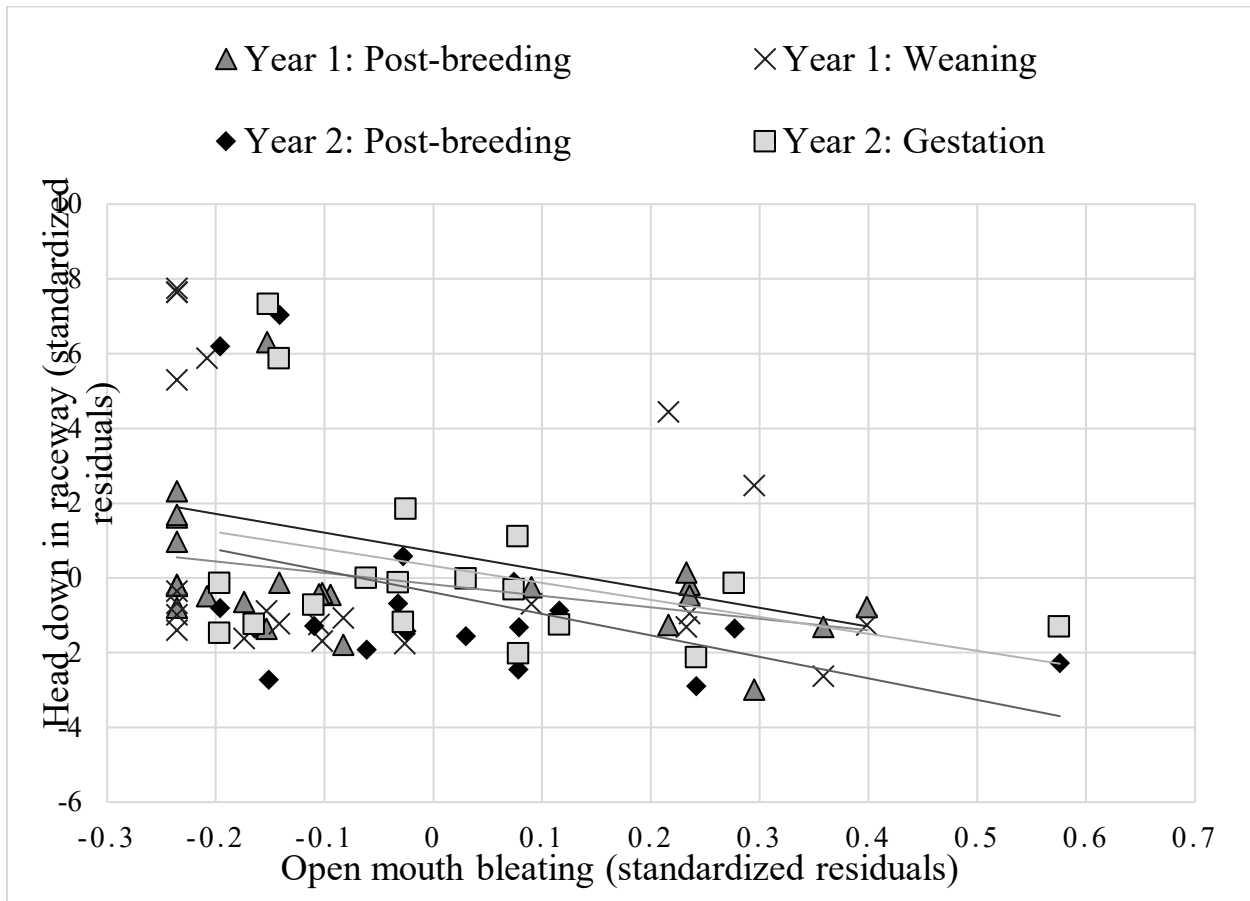 Year 1: Post-breeding
Year 1: Weaning
Year 2: Post-breeding
Year 2: Gestation
Head down in raceway (standardized
residuals)
10
8
6
4
2
0
-2
-4
-6
-0.3 -0.2 -0.1 0 0.1 0.2 0.3 0.4 0.5 0.6 0.7
Open mouth bleating (standardized residuals)